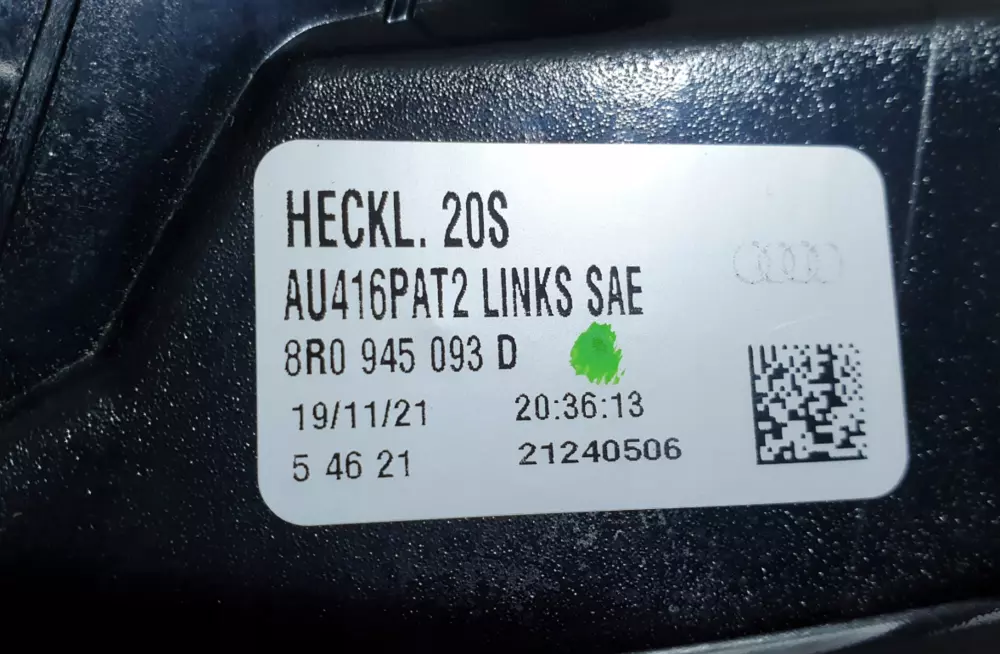 HECKL. 20S
AU416PAT2 LINKS SAE
8R0 945 093 D
19/11/21 20:36:13
5 46 21 21240506